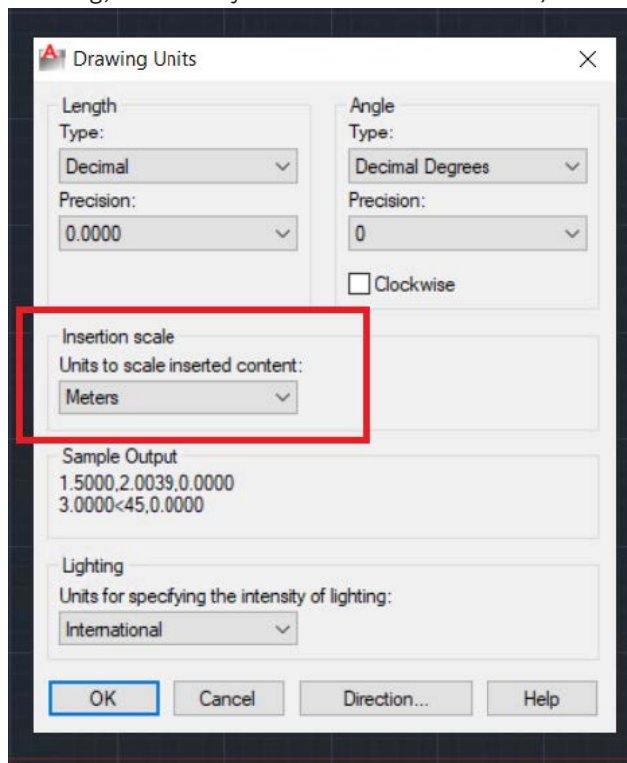 Drawing Units
Length
Type:
Decimal
Precision:
0.0000
Angle
Type:
Decimal Degrees
Precision:
0
Clockwise
Insertion scale
Units to scale inserted content:
Meters
Sample Output
1.5000,2.0039,0.0000
3.0000<45,0.0000
Lighting
Units for specifying the intensity of lighting:
International
OK Cancel Direction... Help